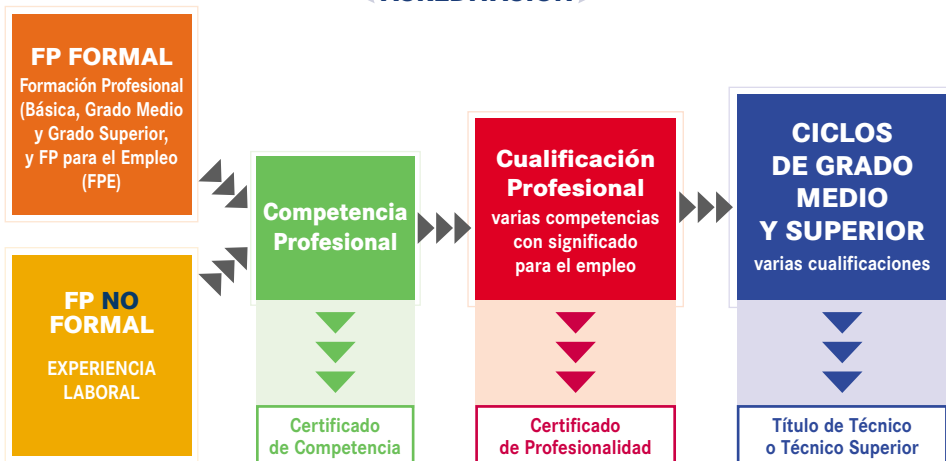 FP FORMAL
Formación Profesional
(Básica, Grado Medio
y Grado Superior,
y FP para el Empleo
(FPE)
FP NO
FORMAL
EXPERIENCIA
LABORAL
Competencia
Profesional
Certificado
de Competencia
Cualificación
Profesional
varias competencias
con significado
para el empleo
Certificado
de Profesionalidad
CICLOS
DE GRADO
MEDIO
Y SUPERIOR
varias cualificaciones
Título de Técnico
o Técnico Superior